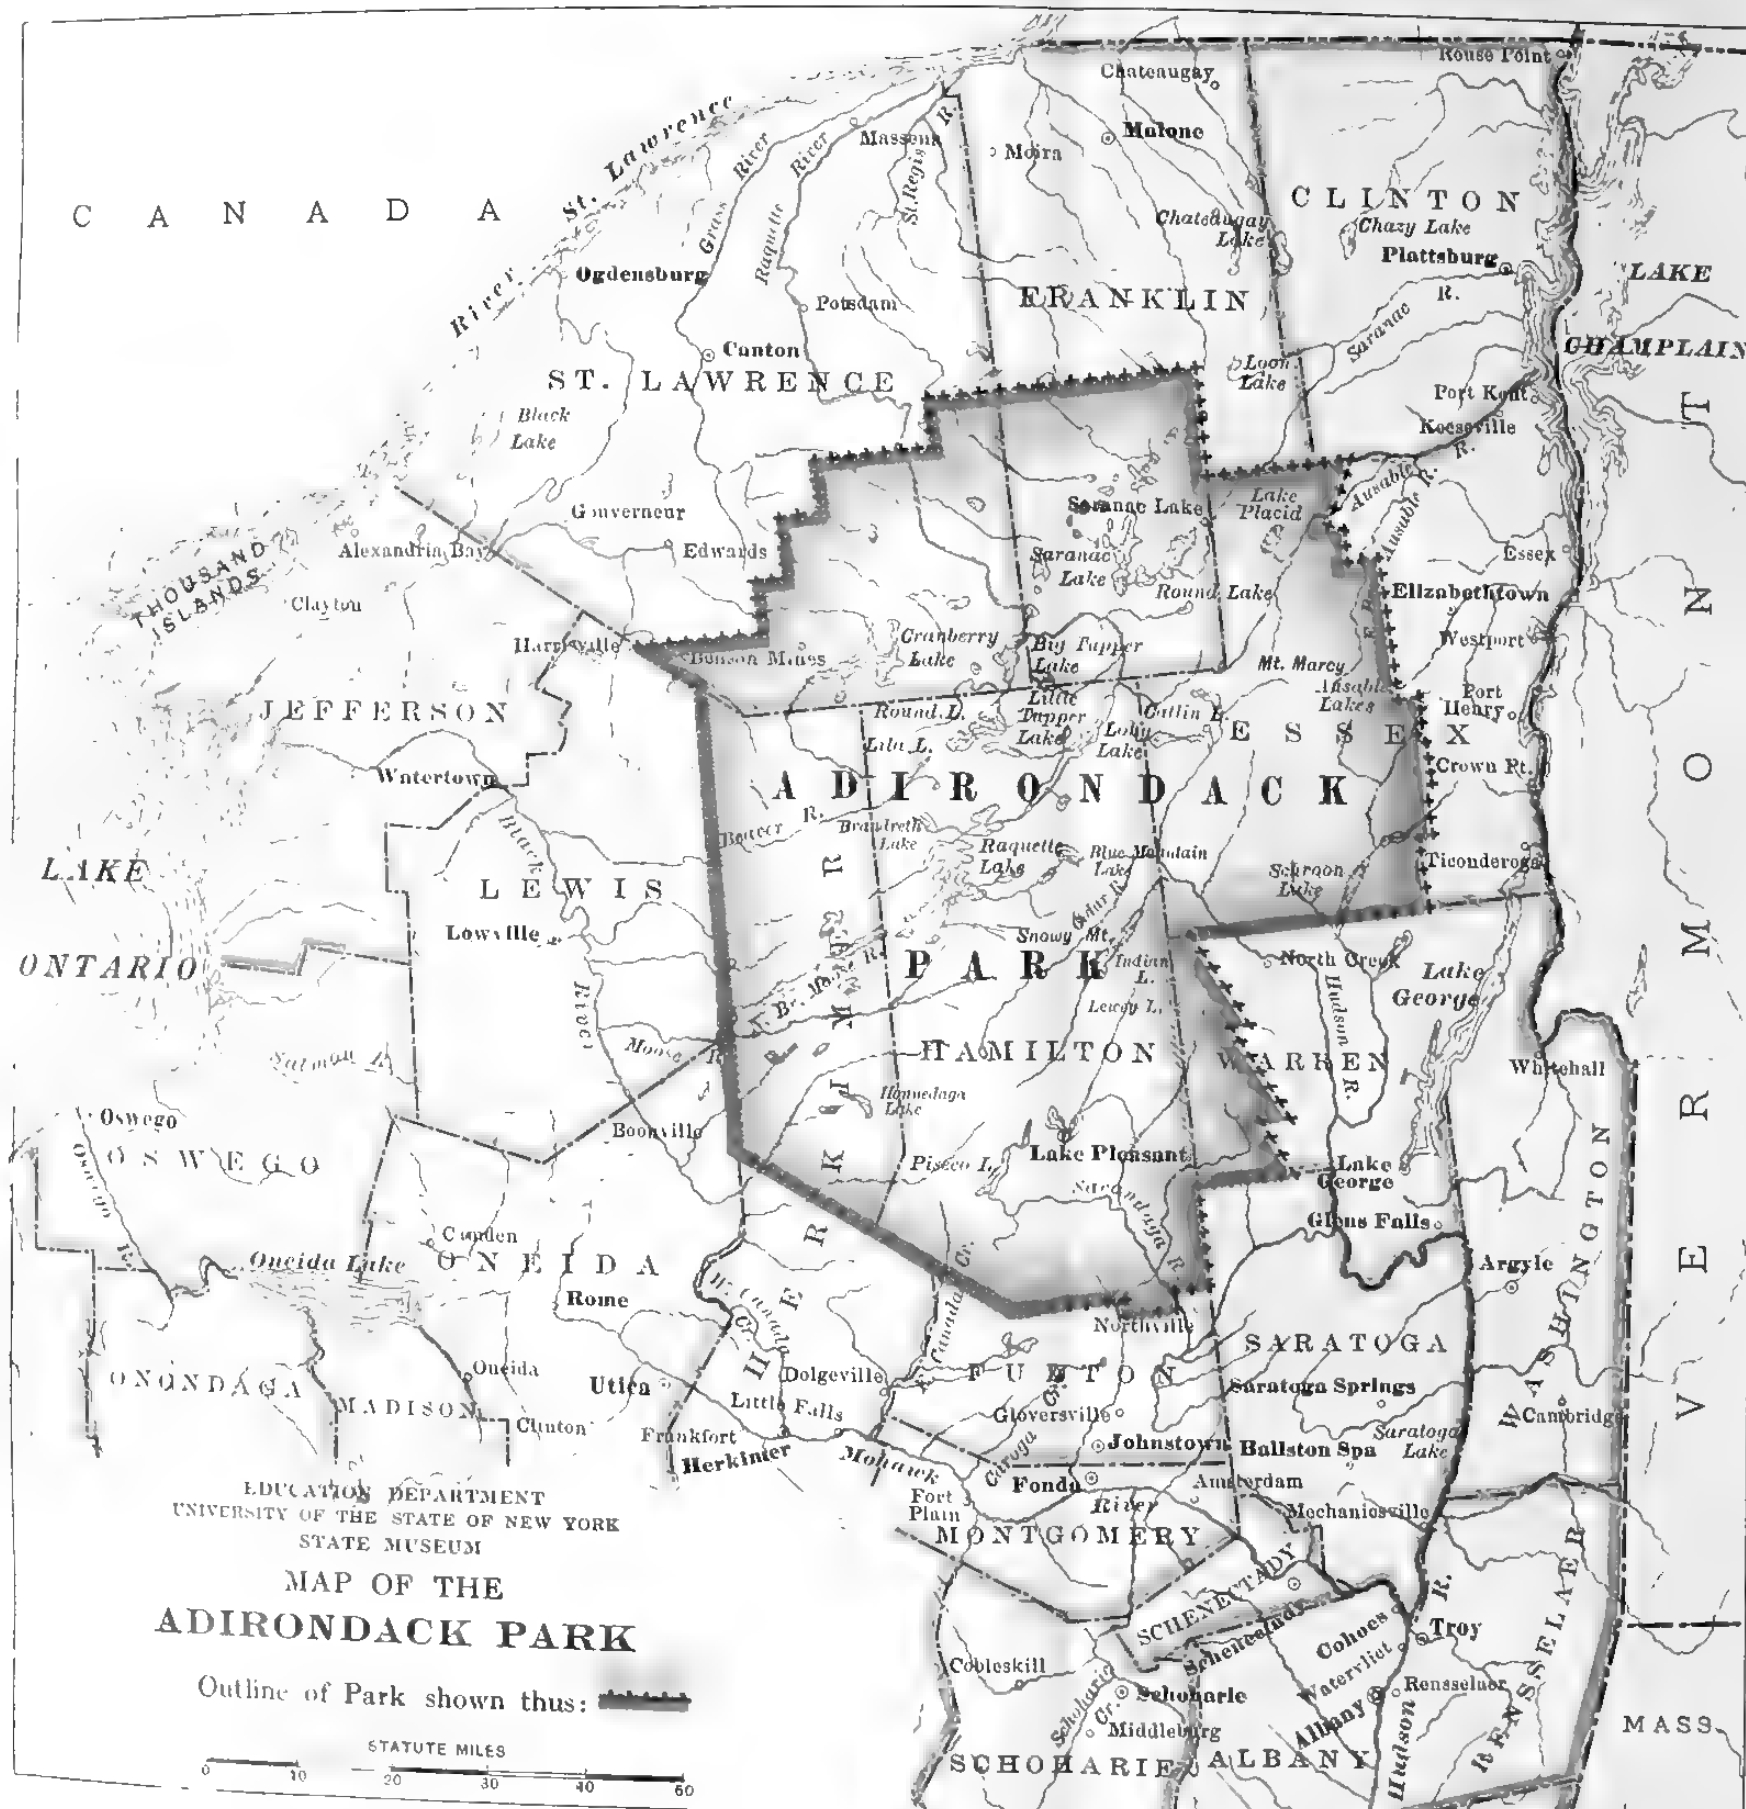 Rouse Point
Chateaugay
Malone
Massena
Moira
St. Lawrence
River
Grass
River
Raquette
River
St. Regis
R.
CANADA
CLINTON
Chateaugay
Lake
Chazy Lake
Plattsburg
LAKE
CHAMPLAIN
Ogdensburg
Potsdam
FRANKLIN
Saranac
R.
Canton
ST. LAWRENCE
Loon
Lake
Port Kent
Keeseville
Black
Lake
Ausable
R.
Ausable R.
Gouverneur
Saranac Lake
Lake
Placid
Alexandria Bay
Edwards
Saranac
Lake
Essex
THOUSAND
ISLANDS
Clayton
Round Lake
Elizabethtown
Harrisville
Benson Mines
Cranberry
Lake
Big Tupper
Lake
Westport
Mt. Marcy
Ausable
Lakes
Port
Henry
JEFFERSON
Round L.
Little
Tupper
Lake
Catlin L.
ESSEX
Lila L.
Lake
Watertown
Crown Pt.
ADIRONDACK
Beaver R.
Brandreth
Lake
Raquette
Lake
Blue Mountain
Lake
Black
River
Schroon
Lake
Ticonderoga
LAKE
ONTARIO
LEWIS
Lowville
Cedar R.
Snowy Mt.
PARK
Indian
L.
North Creek
Lake
George
Hudson
R.
Lewey L.
Salmon R.
Moose R.
HAMILTON
WARREN
Whitehall
Honnedaga
Lake
Oswego
OSWEGO
Oswego
R.
Boonville
Piseco L.
Lake Pleasant
Sacandaga
R.
Lake
George
Glens Falls
Argyle
WASHINGTON
VERMONT
Camden
Oneida Lake
ONEIDA
Rome
HERKIMER
W. Canada
Cr.
E. Canada Cr.
Northville
SARATOGA
ONONDAGA
MADISON
Oneida
Utica
Dolgeville
FULTON
Saratoga Springs
Little Falls
Gloversville
Cambridge
Clinton
Frankfort
Herkimer
Mohawk
River
Caroga
Cr.
Johnstown
Ballston Spa
Saratoga
Lake
Fonda
Amsterdam
Fort
Plain
Mechanicsville
MONTGOMERY
EDUCATION DEPARTMENT
UNIVERSITY OF THE STATE OF NEW YORK
STATE MUSEUM
MAP OF THE
ADIRONDACK PARK
Outline of Park shown thus:
STATUTE MILES
0 10 20 30 40 60
SCHENECTADY
Schenectady
Cohoes
Troy
Watervliet
Rensselaer
RENSSELAER
Albany
Hudson
R.
Cobleskill
Schoharie
Cr.
Schoharie
Middleburg
SCHOHARIE
ALBANY
MASS.